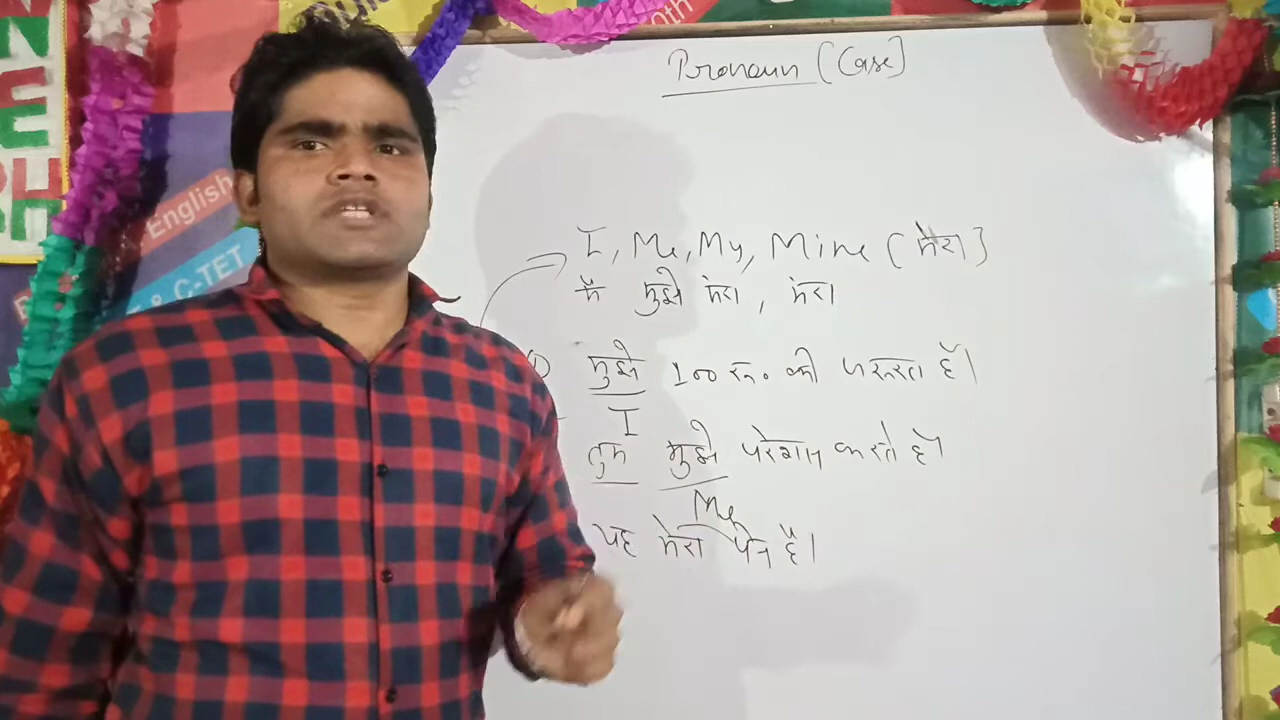 Pronoun (Case)
English
& C-TET
I, Me, My, Mine (मेरा)
मैं मुझे मेरा, मेरा
मुझे 100 रु० की जरूरत है।
I
तुम मुझे परेशान करते हो
Me
यह मेरा पेन है।